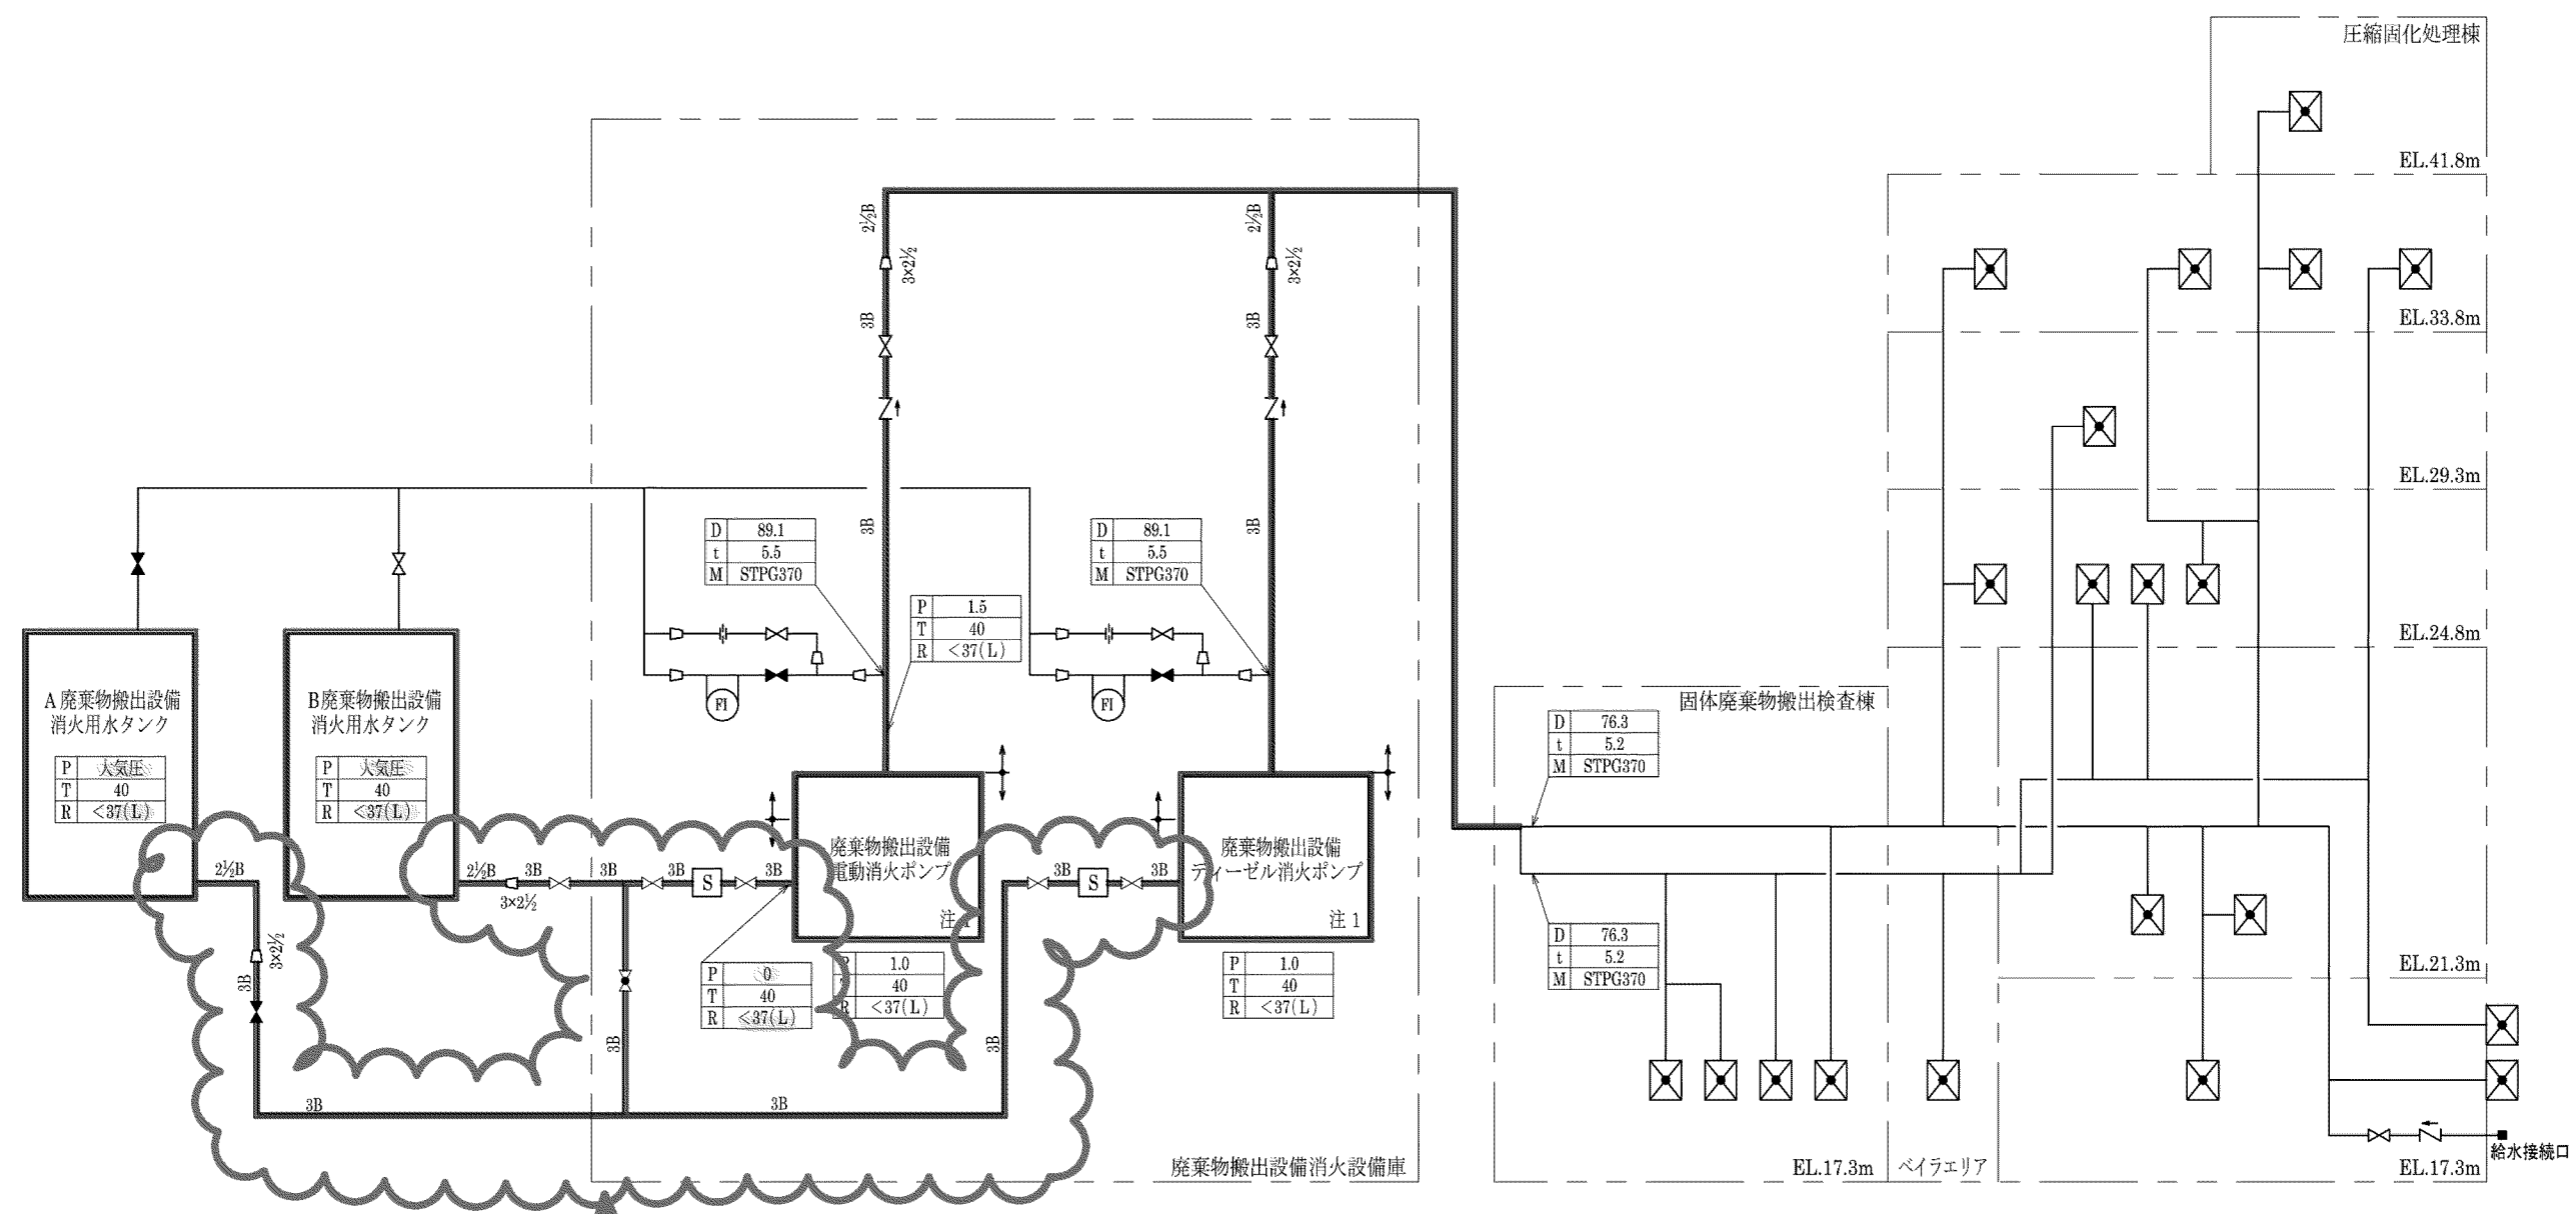 圧縮固化処理棟
EL.41.8m
2½B
3×2½
3B
2½B
3×2½
3B
EL.33.8m
EL.29.3m
D 89.1
t 5.5
M STPG370
3B
D 89.1
t 5.5
M STPG370
3B
P 1.5
T 40
R <37(L)
EL.24.8m
A廃棄物搬出設備
消火用水タンク
P 大気圧
T 40
R <37(L)
B廃棄物搬出設備
消火用水タンク
P 大気圧
T 40
R <37(L)
FI
FI
固体廃棄物搬出検査棟
D 76.3
t 5.2
M STPG370
廃棄物搬出設備
電動消火ポンプ
注1
廃棄物搬出設備
ディーゼル消火ポンプ
注1
2½B
3×2½
3B
2½B
3B
3×2½
3B
3B
S
3B
3B
S
3B
P 0
T 40
R <37(L)
P 1.0
T 40
R <37(L)
P 1.0
T 40
R <37(L)
D 76.3
t 5.2
M STPG370
EL.21.3m
3B
3B
3B
3B
廃棄物搬出設備消火設備庫
EL.17.3m
ベイラエリア
EL.17.3m
給水接続口